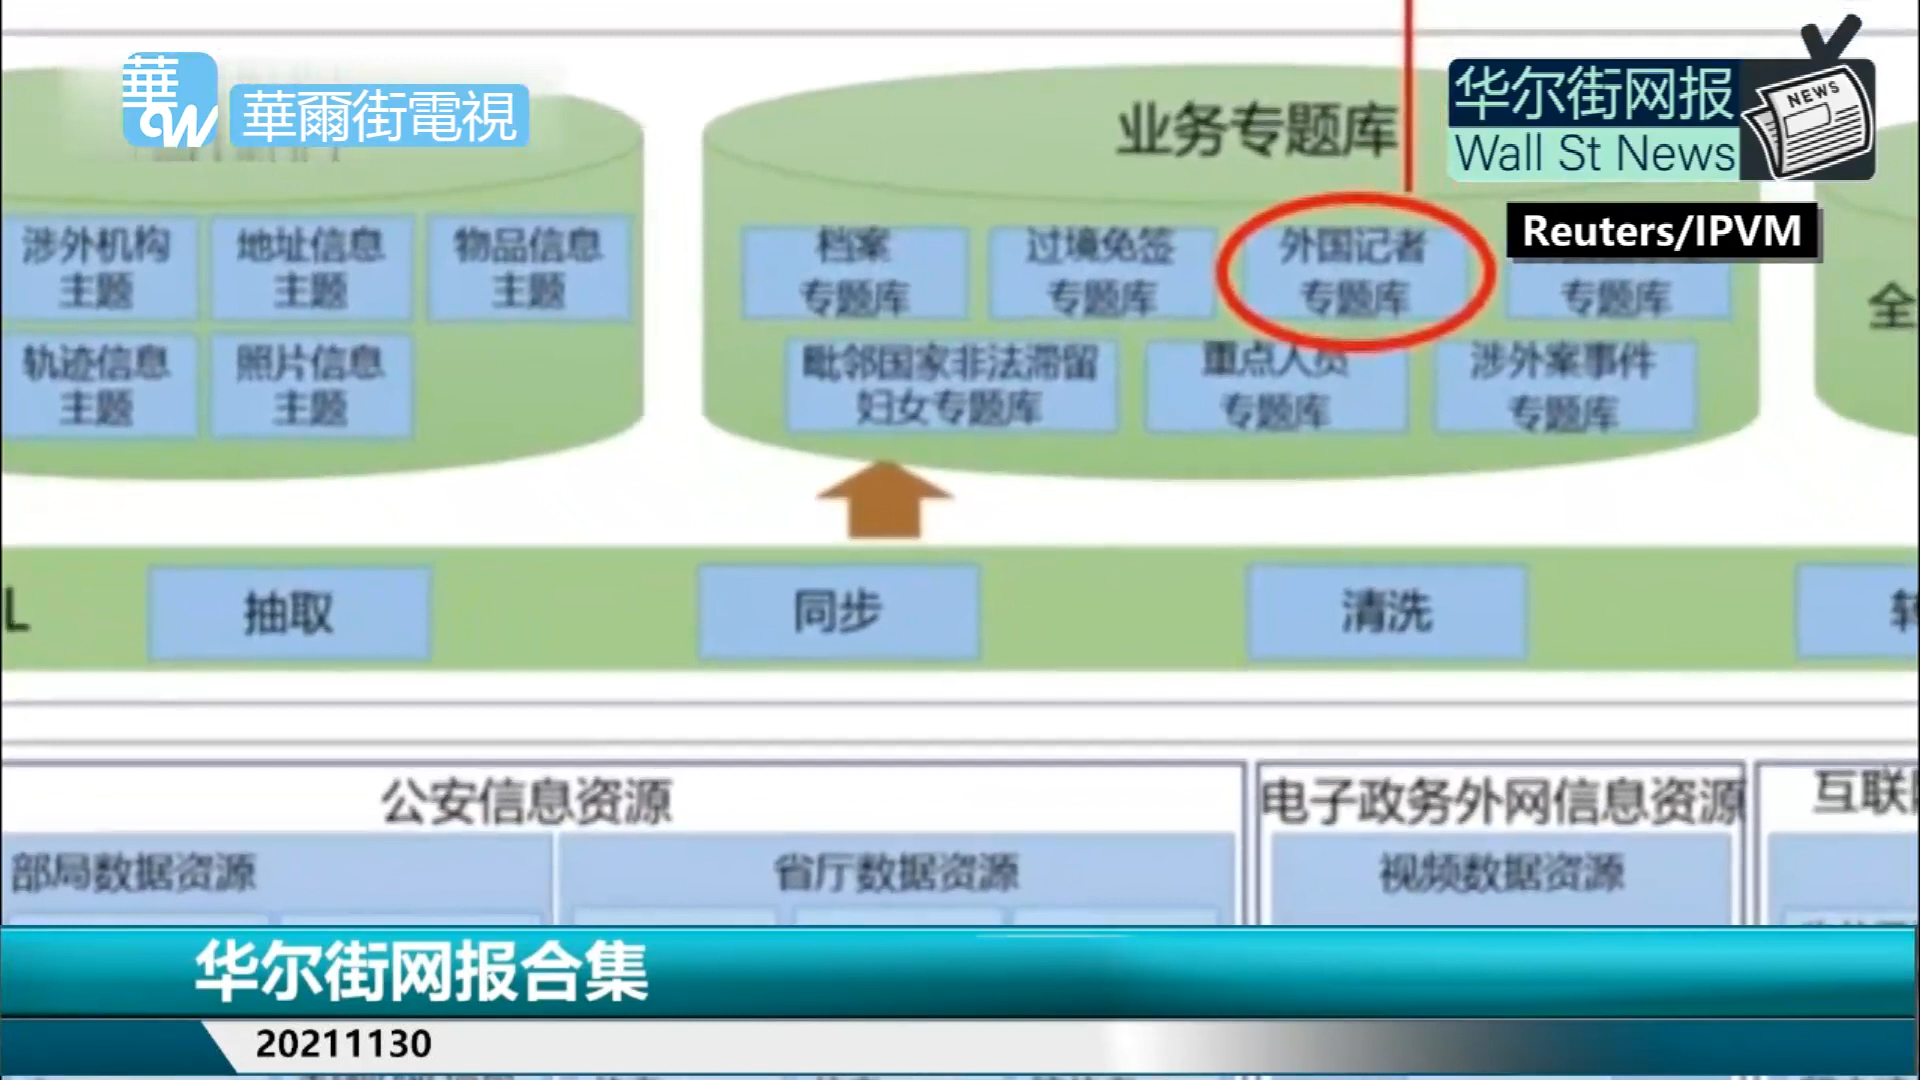 華
W
華爾街電視
华尔街网报
Wall St News
NEWS
Reuters/IPVM
业务专题库
涉外机构
主题
地址信息
主题
物品信息
主题
轨迹信息
主题
照片信息
主题
档案
专题库
过境免签
专题库
外国记者
专题库
专题库
毗邻国家非法滞留
妇女专题库
重点人员
专题库
涉外案事件
专题库
全
L
抽取
同步
清洗
转
公安信息资源
电子政务外网信息资源
互联
部局数据资源
省厅数据资源
视频数据资源
华尔街网报合集
20211130